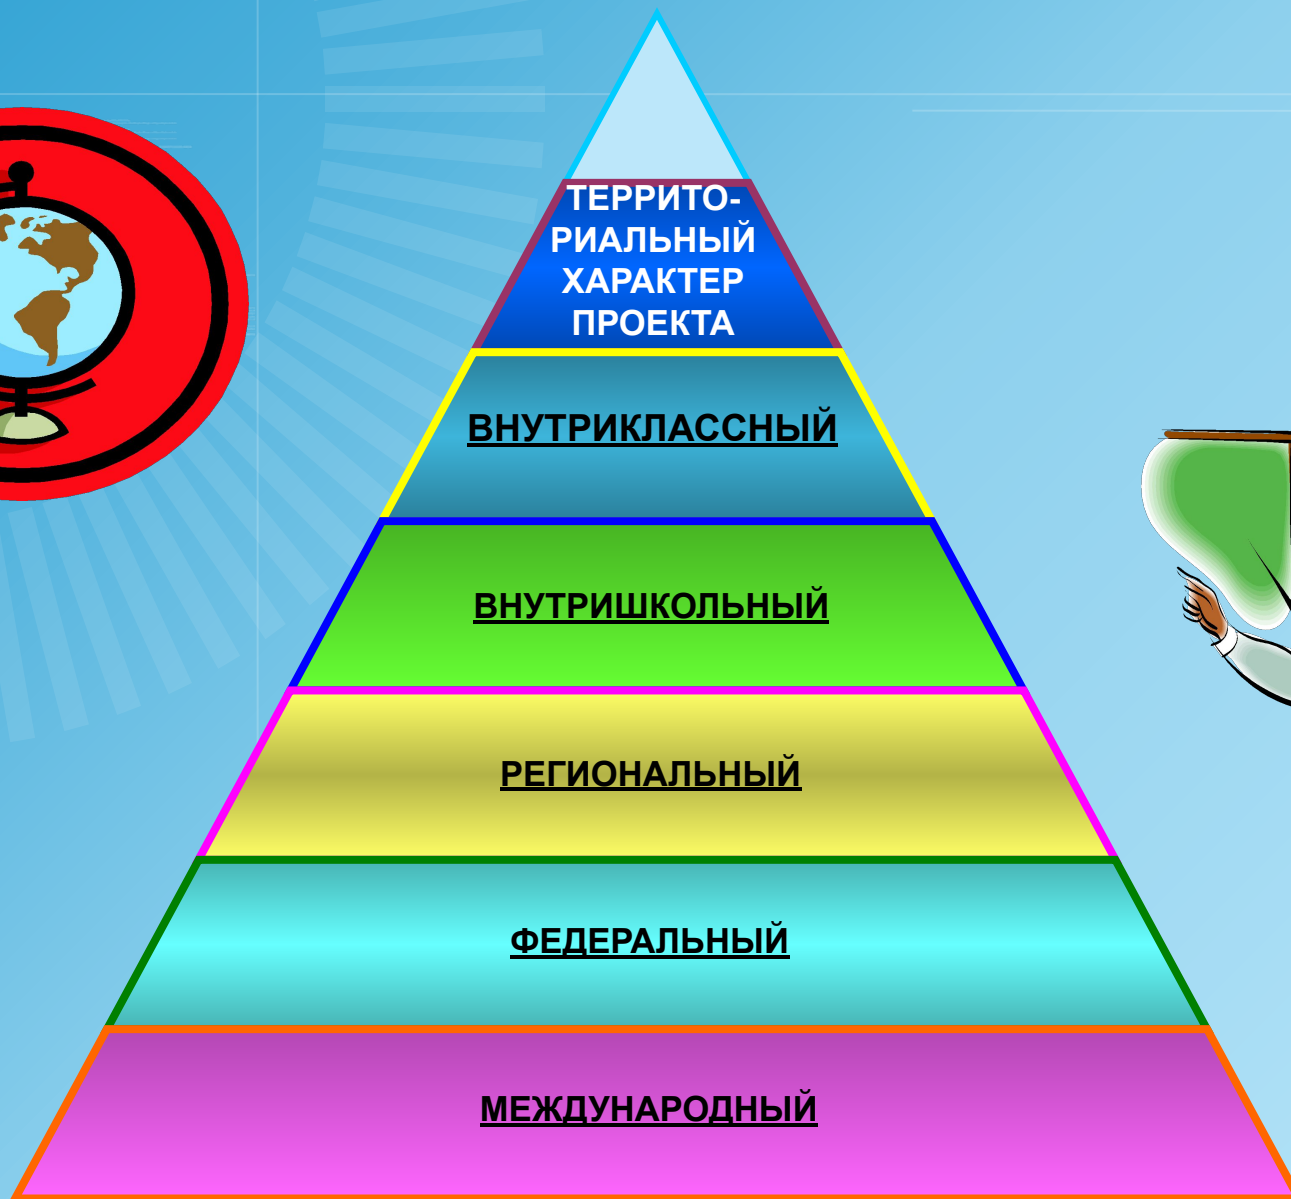 ТЕРРИТО-
РИАЛЬНЫЙ
ХАРАКТЕР
ПРОЕКТА
ВНУТРИКЛАССНЫЙ
ВНУТРИШКОЛЬНЫЙ
РЕГИОНАЛЬНЫЙ
ФЕДЕРАЛЬНЫЙ
МЕЖДУНАРОДНЫЙ